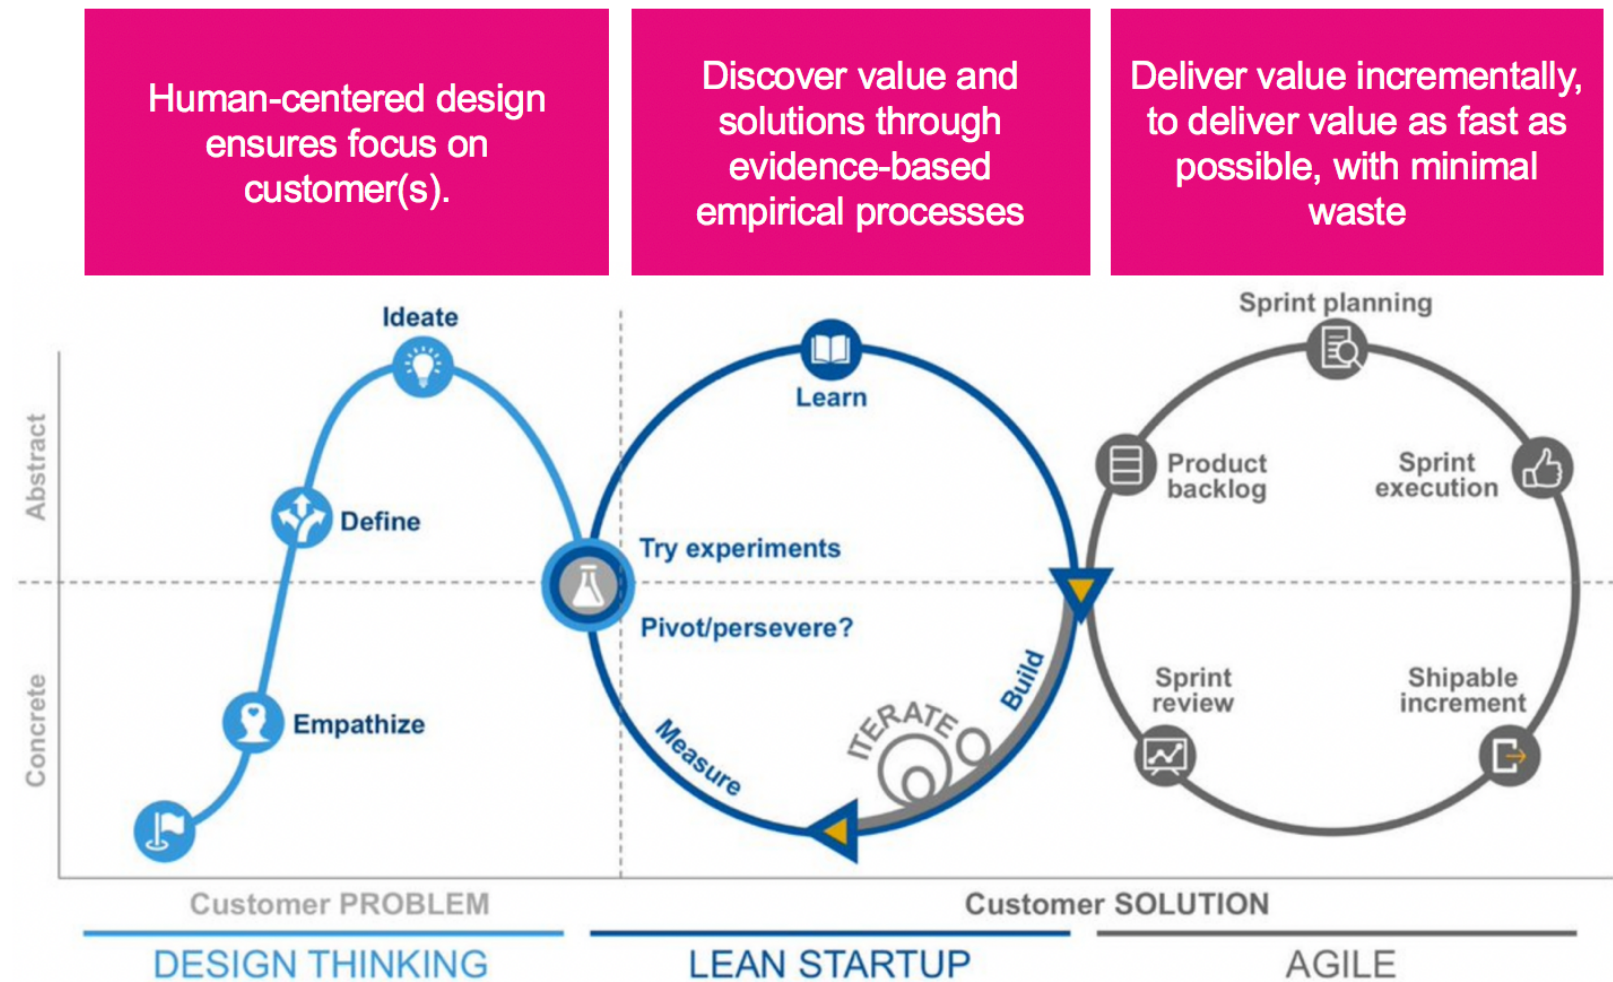 Human-centered design
ensures focus on
customer(s).
Discover value and
solutions through
evidence-based
empirical processes
Deliver value incrementally,
to deliver value as fast as
possible, with minimal
waste
Abstract
Concrete
Ideate
Define
Empathize
Learn
Try experiments
Pivot/persevere?
Measure
ITERATE
Build
Sprint planning
Product
backlog
Sprint
execution
Sprint
review
Shipable
increment
Customer PROBLEM
Customer SOLUTION
DESIGN THINKING
LEAN STARTUP
AGILE